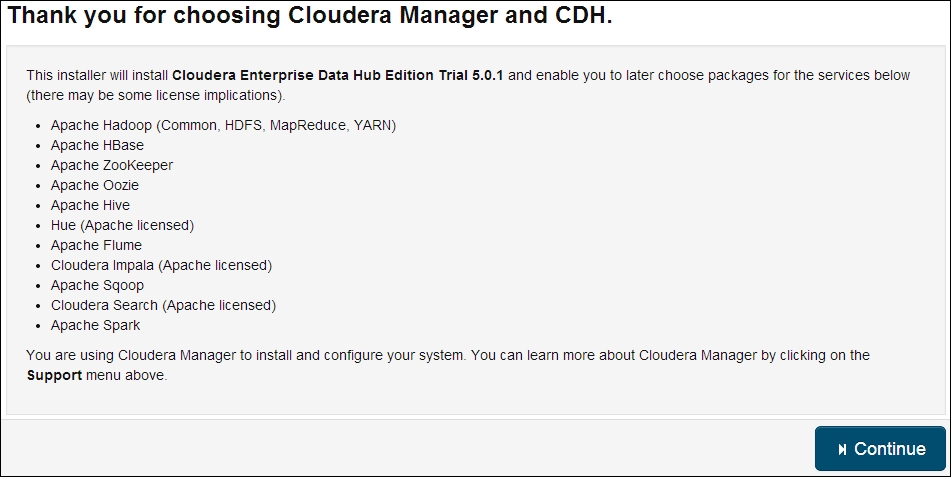 Thank you for choosing Cloudera Manager and CDH.
This installer will install Cloudera Enterprise Data Hub Edition Trial 5.0.1 and enable you to later choose packages for the services below
(there may be some license implications).
• Apache Hadoop (Common, HDFS, MapReduce, YARN)
• Apache HBase
• Apache ZooKeeper
• Apache Oozie
• Apache Hive
• Hue (Apache licensed)
• Apache Flume
• Cloudera Impala (Apache licensed)
• Apache Sqoop
• Cloudera Search (Apache licensed)
• Apache Spark
You are using Cloudera Manager to install and configure your system. You can learn more about Cloudera Manager by clicking on the
Support menu above.
Continue